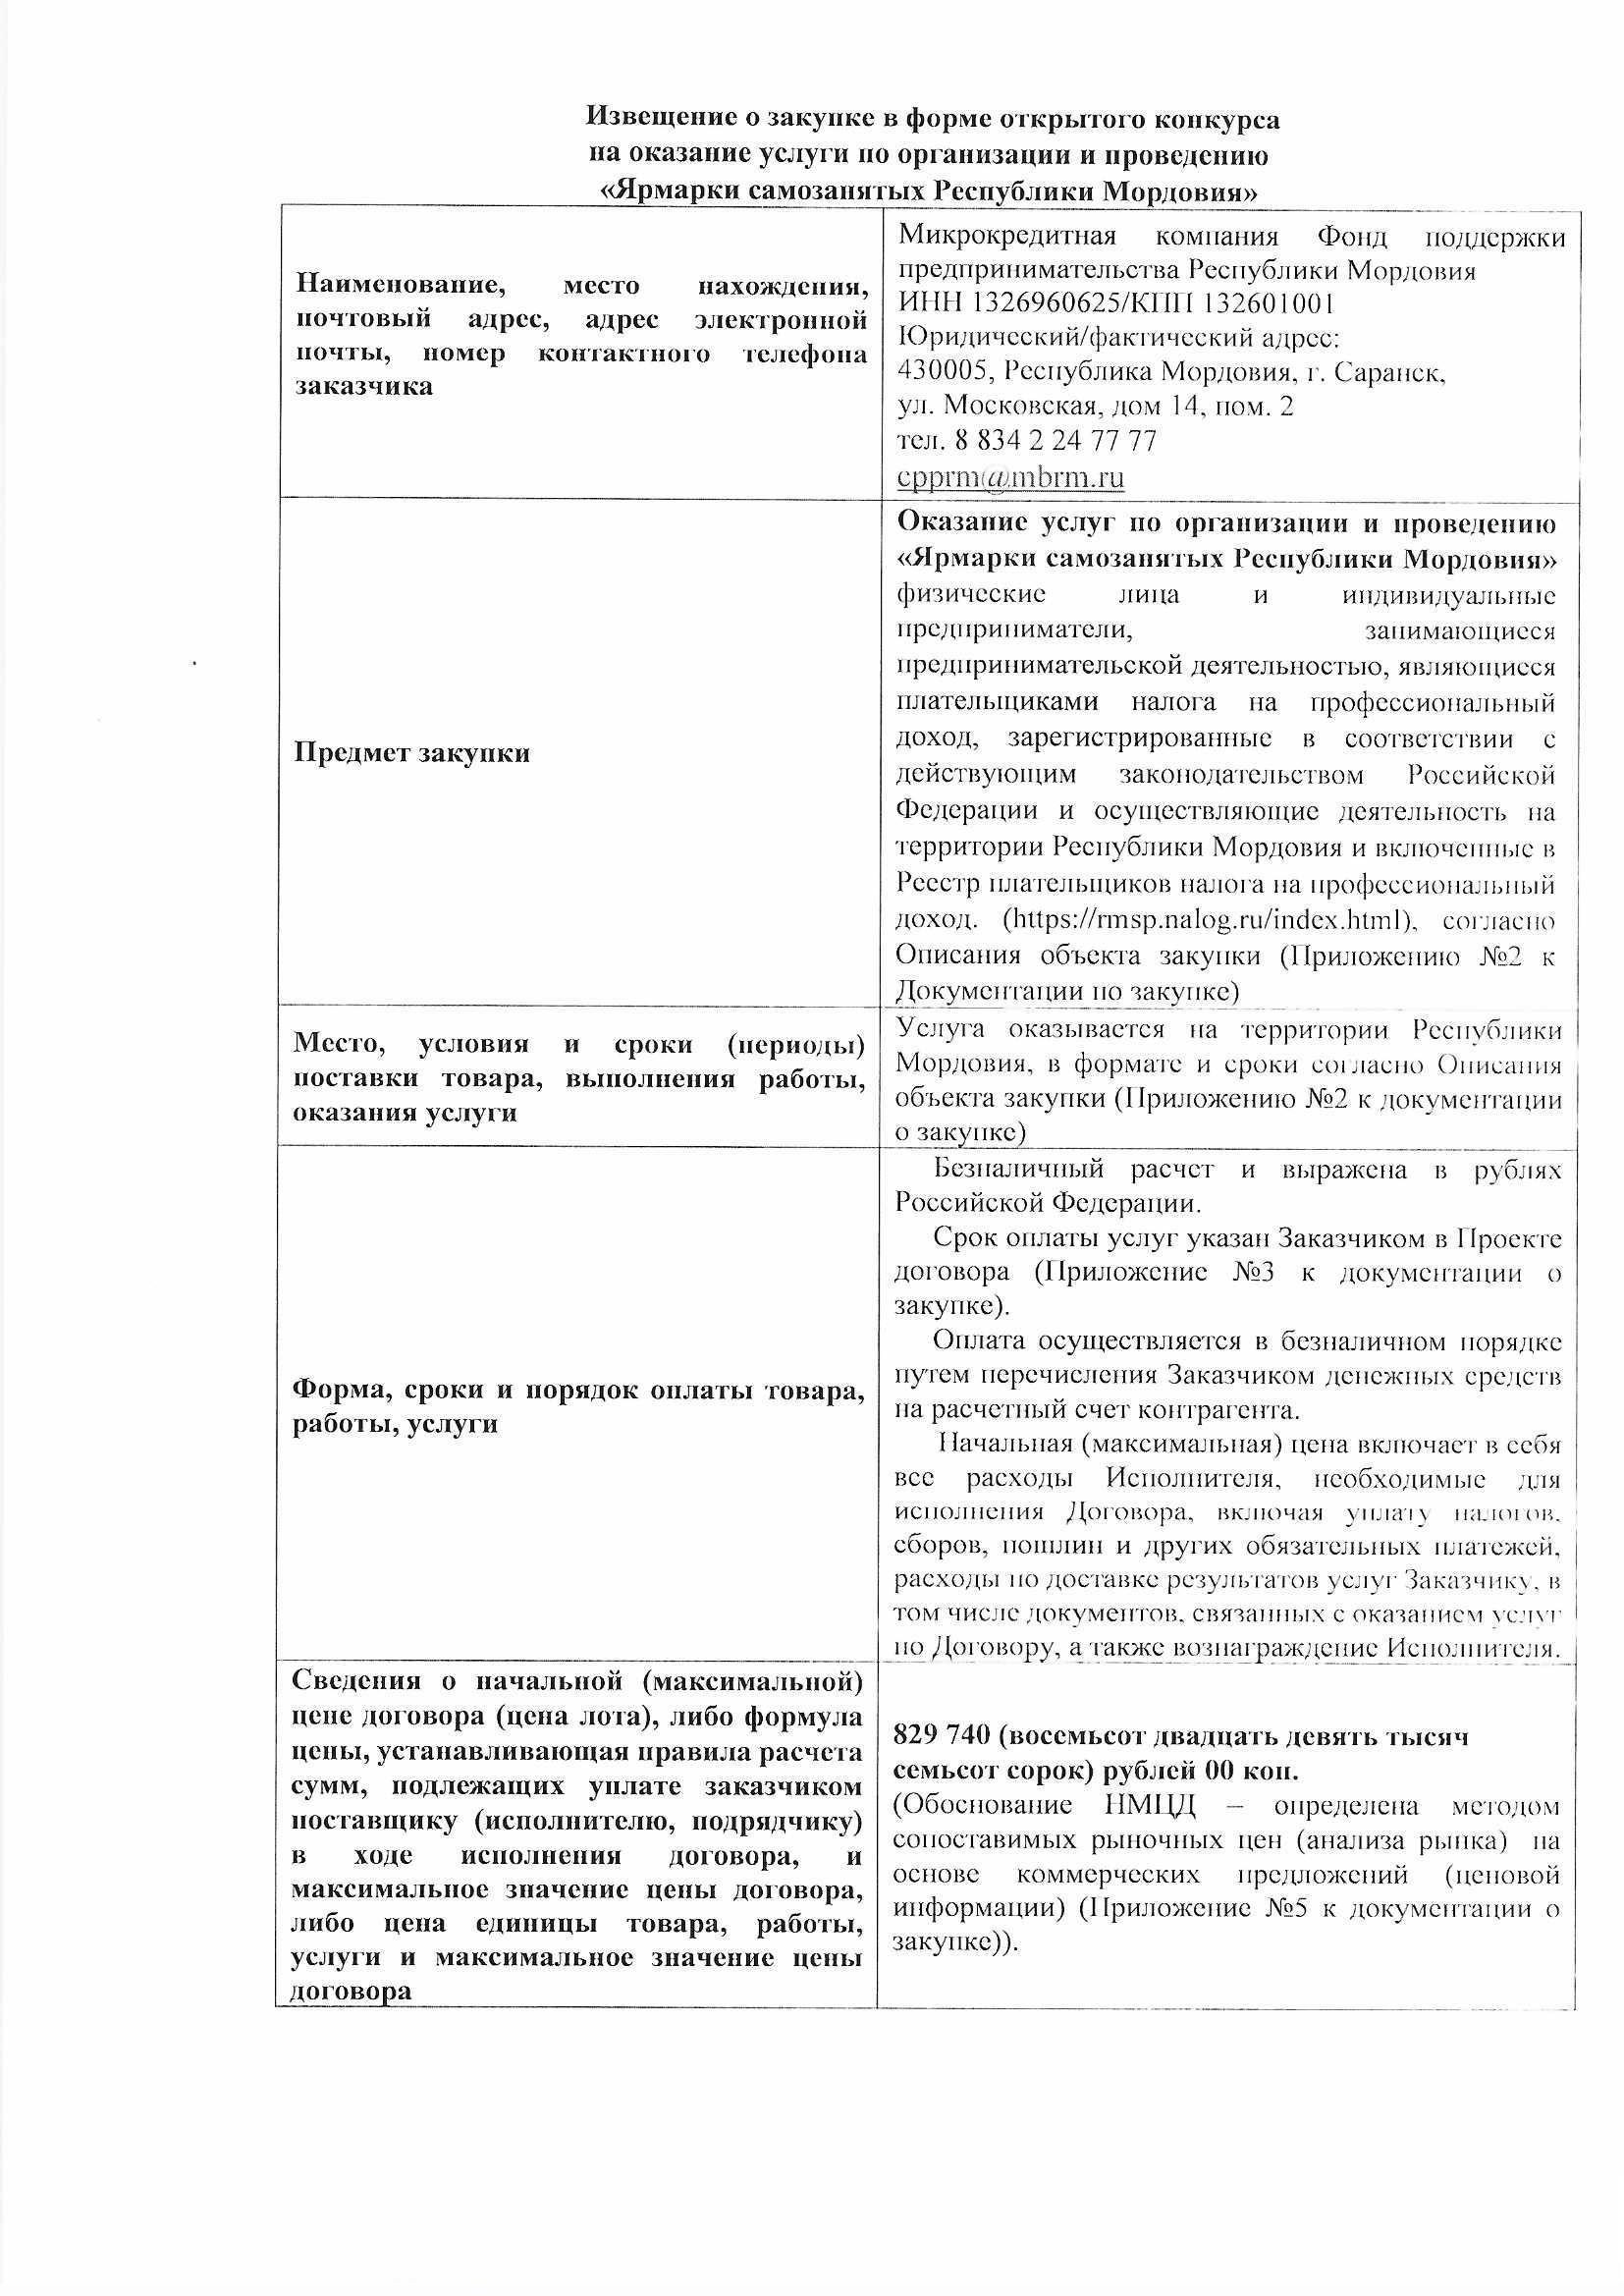 Извещение о закупке в форме открытого конкурса
на оказание услуги по организации и проведению
«Ярмарки самозанятых Республики Мордовия»
Наименование, место нахождения,
почтовый адрес, адрес электронной
почты, номер контактного телефона
заказчика
Микрокредитная компания Фонд поддержки
предпринимательства Республики Мордовия
ИНН 1326960625/КПП 132601001
Юридический/фактический адрес:
430005, Республика Мордовия, г. Саранск,
ул. Московская, дом 14, пом. 2
тел. 8 834 2 24 77 77
cpprm@mbrm.ru
Предмет закупки
Оказание услуг по организации и проведению
«Ярмарки самозанятых Республики Мордовия»
физические лица и индивидуальные
предприниматели, занимающиеся
предпринимательской деятельностью, являющиеся
плательщиками налога на профессиональный
доход, зарегистрированные в соответствии с
действующим законодательством Российской
Федерации и осуществляющие деятельность на
территории Республики Мордовия и включенные в
Реестр плательщиков налога на профессиональный
доход. (https://rmsp.nalog.ru/index.html), согласно
Описания объекта закупки (Приложению №2 к
Документации по закупке)
Место, условия и сроки (периоды)
поставки товара, выполнения работы,
оказания услуги
Услуга оказывается на территории Республики
Мордовия, в формате и сроки согласно Описания
объекта закупки (Приложению №2 к документации
о закупке)
Форма, сроки и порядок оплаты товара,
работы, услуги
Безналичный расчет и выражена в рублях
Российской Федерации.
Срок оплаты услуг указан Заказчиком в Проекте
договора (Приложение №3 к документации о
закупке).
Оплата осуществляется в безналичном порядке
путем перечисления Заказчиком денежных средств
на расчетный счет контрагента.
Начальная (максимальная) цена включает в себя
все расходы Исполнителя, необходимые для
исполнения Договора, включая уплату налогов,
сборов, пошлин и других обязательных платежей,
расходы по доставке результатов услуг Заказчику, в
том числе документов, связанных с оказанием услуг
по Договору, а также вознаграждение Исполнителя.
Сведения о начальной (максимальной)
цене договора (цена лота), либо формула
цены, устанавливающая правила расчета
сумм, подлежащих уплате заказчиком
поставщику (исполнителю, подрядчику)
в ходе исполнения договора, и
максимальное значение цены договора,
либо цена единицы товара, работы,
услуги и максимальное значение цены
договора
829 740 (восемьсот двадцать девять тысяч
семьсот сорок) рублей 00 коп.
(Обоснование НМЦД – определена методом
сопоставимых рыночных цен (анализа рынка) на
основе коммерческих предложений (ценовой
информации) (Приложение №5 к документации о
закупке)).